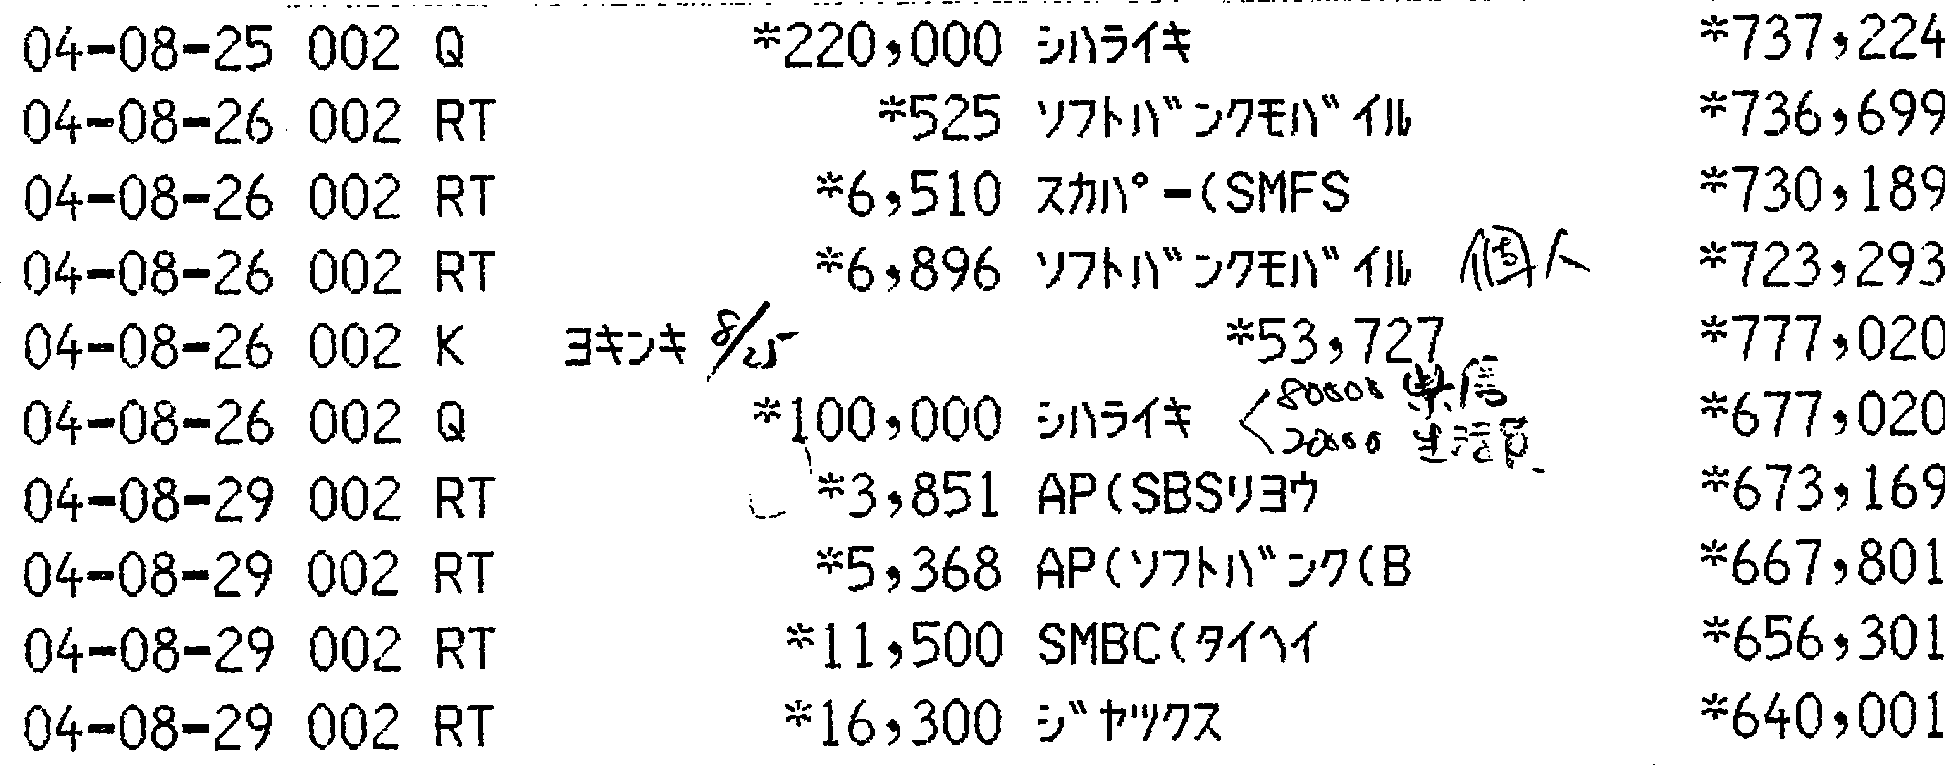 04-08-25 002 Q *220,000 シハライキ *737,224
04-08-26 002 RT *525 ソフトバンクモバイル *736,699
04-08-26 002 RT *6,510 スカパー(SMFS *730,189
04-08-26 002 RT *6,896 ソフトバンクモバイル 個人 *723,293
04-08-26 002 K ヨキンキ 8/25 *53,727 *777,020
80000
04-08-26 002 Q *100,000 シハライキ *677,020
20000 生活費
04-08-29 002 RT *3,851 AP(SBSリヨウ *673,169
04-08-29 002 RT *5,368 AP(ソフトバンク(B *667,801
04-08-29 002 RT *11,500 SMBC(タイヘイ *656,301
04-08-29 002 RT *16,300 ジヤツクス *640,001